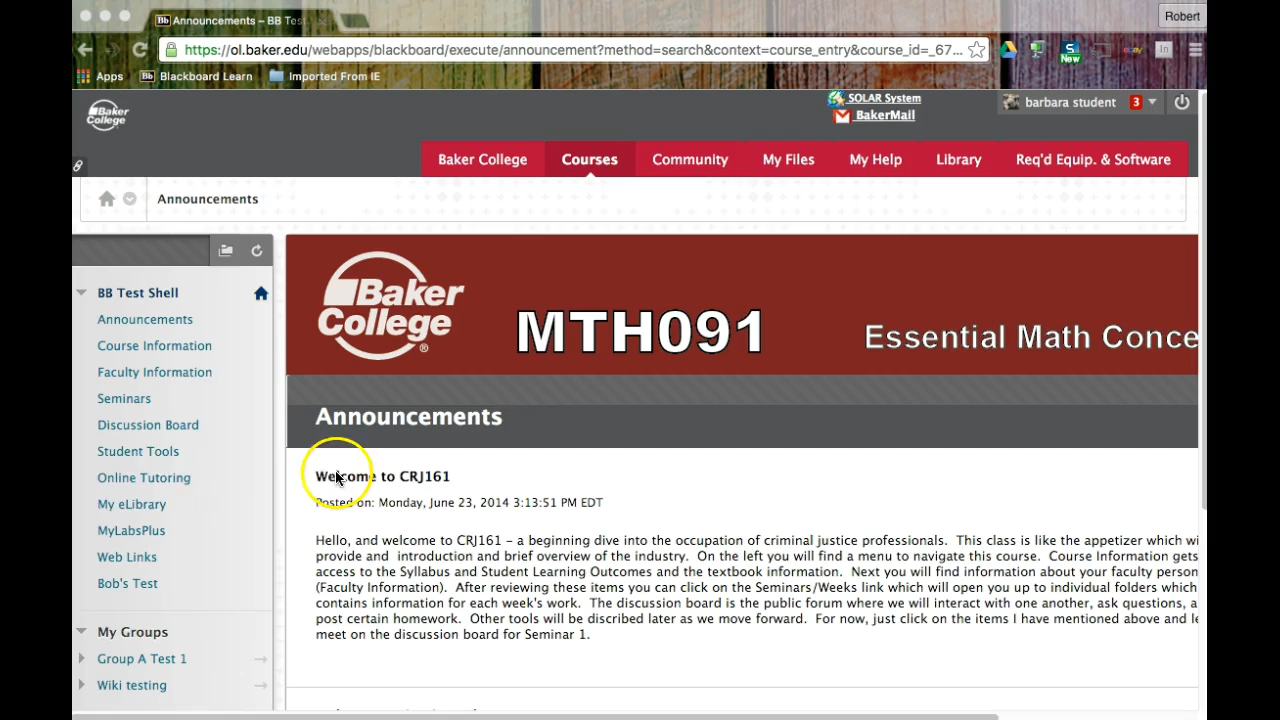 Announcements – BB Test
Robert
https://ol.baker.edu/webapps/blackboard/execute/announcement?method=search&context=course_entry&course_id=_67...
S
New
ebay
In
Apps
Bb Blackboard Learn
Imported From IE
Baker College
SOLAR System
BakerMail
barbara student 3
Baker College Courses Community My Files My Help Library Req'd Equip. & Software
Announcements
BB Test Shell
Announcements
Course Information
Faculty Information
Seminars
Discussion Board
Student Tools
Online Tutoring
My eLibrary
MyLabsPlus
Web Links
Bob's Test
My Groups
Group A Test 1
Wiki testing
Baker
College®
MTH091
Essential Math Conce
Announcements
Welcome to CRJ161
Posted on: Monday, June 23, 2014 3:13:51 PM EDT
Hello, and welcome to CRJ161 – a beginning dive into the occupation of criminal justice professionals. This class is like the appetizer which wi
provide and introduction and brief overview of the industry. On the left you will find a menu to navigate this course. Course Information gets
access to the Syllabus and Student Learning Outcomes and the textbook information. Next you will find information about your faculty person
(Faculty Information). After reviewing these items you can click on the Seminars/Weeks link which will open you up to individual folders which
contains information for each week's work. The discussion board is the public forum where we will interact with one another, ask questions, a
post certain homework. Other tools will be discribed later as we move forward. For now, just click on the items I have mentioned above and le
meet on the discussion board for Seminar 1.